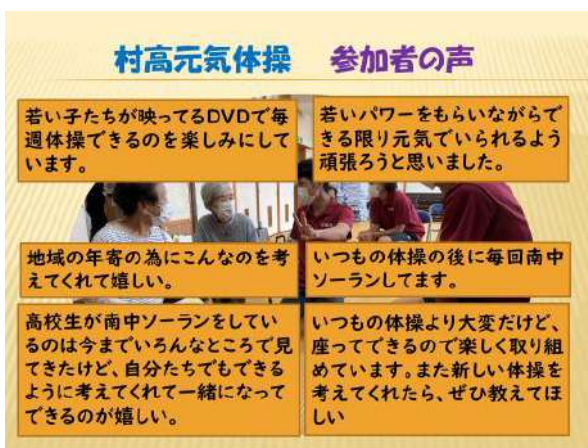 村高元気体操　参加者の声
若い子たちが映ってるDVDで毎
週体操できるのを楽しみにして
います。
若いパワーをもらいながらで
きる限り元気でいられるよう
頑張ろうと思いました。
地域の年寄の為にこんなのを考
えてくれて嬉しい。
いつもの体操の後に毎回南中
ソーランしてます。
高校生が南中ソーランをしてい
るのは今までいろんなところで見
てきたけど、自分たちでもできる
ように考えてくれて一緒になって
できるのが嬉しい。
いつもの体操より大変だけど、
座ってできるので楽しく取り組
めています。また新しい体操を
考えてくれたら、ぜひ教えてほ
しい